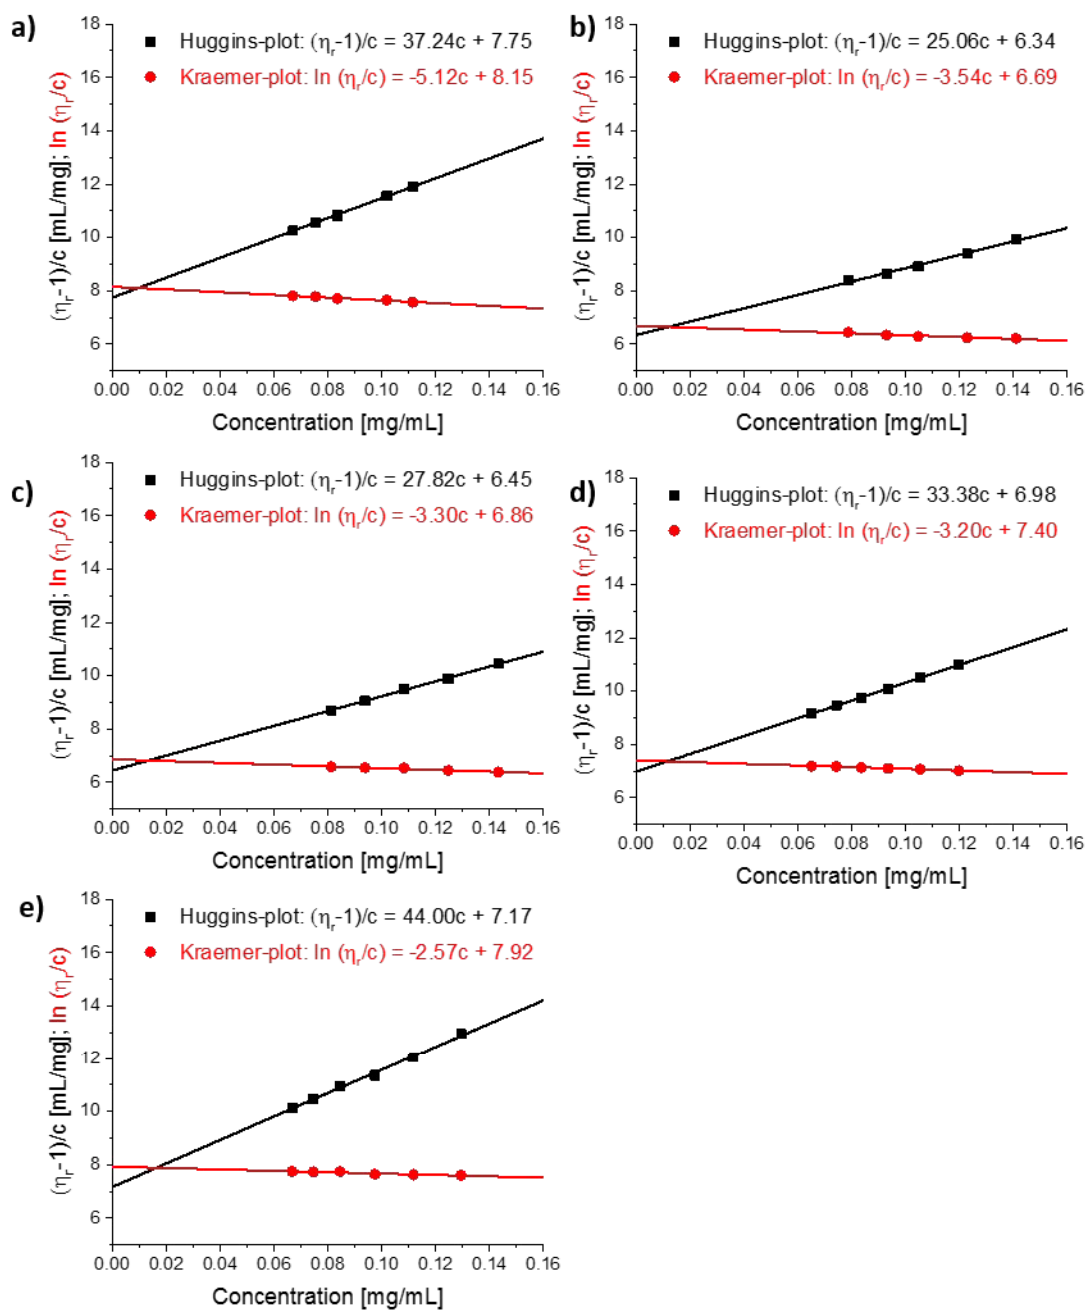 a)
Huggins-plot: (ηr-1)/c = 37.24c + 7.75
Kraemer-plot: ln (ηr/c) = -5.12c + 8.15
(ηr-1)/c [mL/mg]; ln (ηr/c)
18
16
14
12
10
8
6
0.00 0.02 0.04 0.06 0.08 0.10 0.12 0.14 0.16
Concentration [mg/mL]
b)
Huggins-plot: (ηr-1)/c = 25.06c + 6.34
Kraemer-plot: ln (ηr/c) = -3.54c + 6.69
(ηr-1)/c [mL/mg]; ln (ηr/c)
18
16
14
12
10
8
6
0.00 0.02 0.04 0.06 0.08 0.10 0.12 0.14 0.16
Concentration [mg/mL]
c)
Huggins-plot: (ηr-1)/c = 27.82c + 6.45
Kraemer-plot: ln (ηr/c) = -3.30c + 6.86
(ηr-1)/c [mL/mg]; ln (ηr/c)
18
16
14
12
10
8
6
0.00 0.02 0.04 0.06 0.08 0.10 0.12 0.14 0.16
Concentration [mg/mL]
d)
Huggins-plot: (ηr-1)/c = 33.38c + 6.98
Kraemer-plot: ln (ηr/c) = -3.20c + 7.40
(ηr-1)/c [mL/mg]; ln (ηr/c)
18
16
14
12
10
8
6
0.00 0.02 0.04 0.06 0.08 0.10 0.12 0.14 0.16
Concentration [mg/mL]
e)
Huggins-plot: (ηr-1)/c = 44.00c + 7.17
Kraemer-plot: ln (ηr/c) = -2.57c + 7.92
(ηr-1)/c [mL/mg]; ln (ηr/c)
18
16
14
12
10
8
6
0.00 0.02 0.04 0.06 0.08 0.10 0.12 0.14 0.16
Concentration [mg/mL]